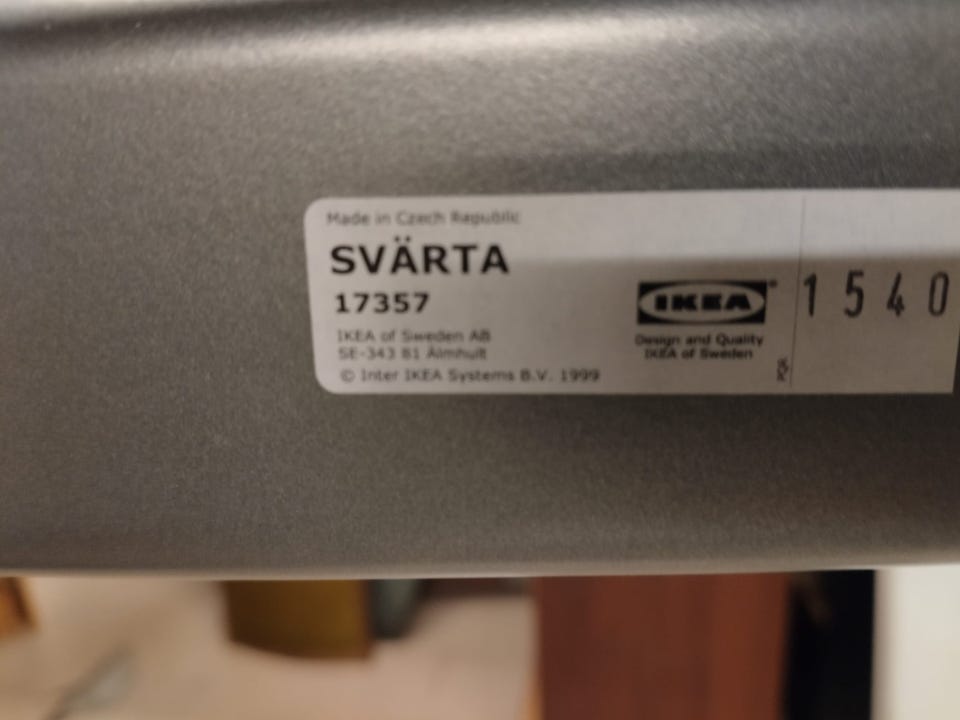 Made in Czech Republic
SVÄRTA
17357
IKEA of Sweden AB
SE-343 81 Älmhult
© Inter IKEA Systems B.V. 1999
IKEA
Design and Quality
IKEA of Sweden
PQR
1540